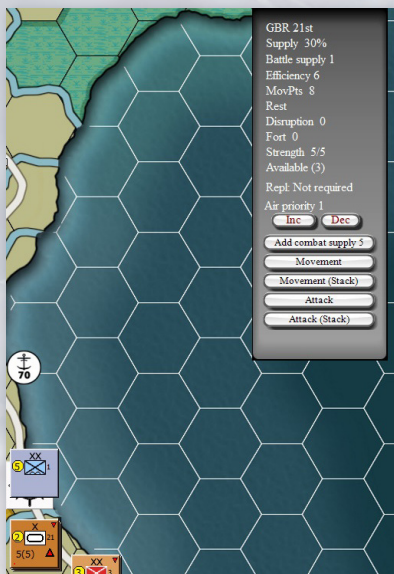 GBR 21st
Supply 30%
Battle supply 1
Efficiency 6
MovPts 8
Rest
Disruption 0
Fort 0
Strength 5/5
Available (3)
Repl: Not required
Air priority 1
Inc Dec
Add combat supply 5
Movement
Movement (Stack)
Attack
Attack (Stack)
70
XX
5 1
X
2 21
5(5)
XX
3 3